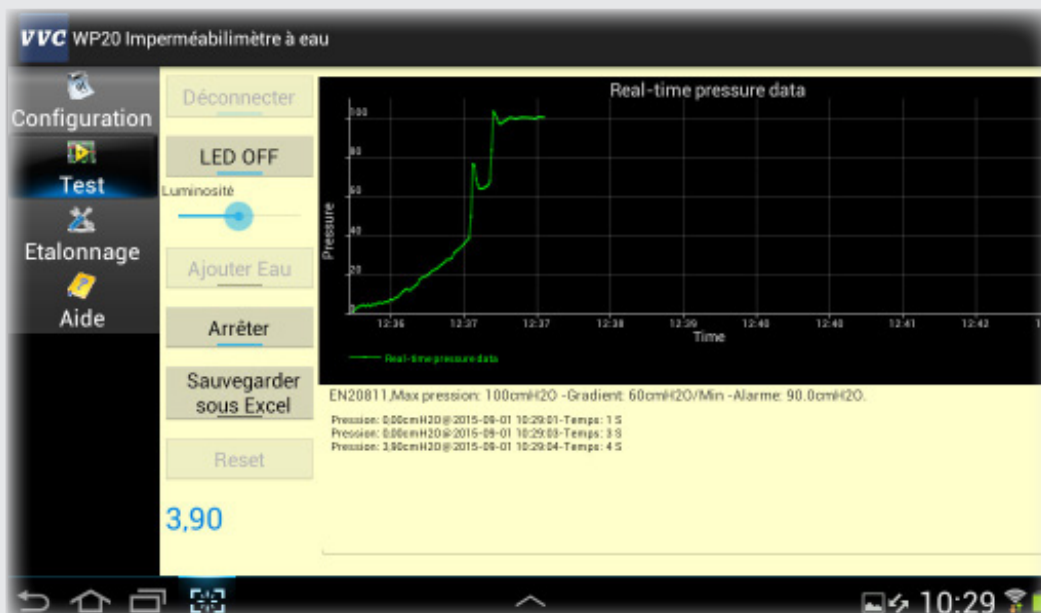 VVC WP20 Imperméabilimètre à eau
Configuration
Test
Etalonnage
Aide
Déconnecter
LED OFF
Luminosité
Ajouter Eau
Arrêter
Sauvegarder
sous Excel
Reset
3,90
Real-time pressure data
Pressure
100
80
60
40
20
0
12:36 12:37 12:37 12:38 12:39 12:40 12:40 12:41 12:42
Time
Real-time pressure data
EN20811,Max pression: 100cmH2O -Gradient: 60cmH2O/Min -Alarme: 90.0cmH2O.
Pression: 0,00cmH2O@2015-09-01 10:29:01-Temps: 1 S
Pression: 0,00cmH2O@2015-09-01 10:29:03-Temps: 3 S
Pression: 3,90cmH2O@2015-09-01 10:29:04-Temps: 4 S
10:29